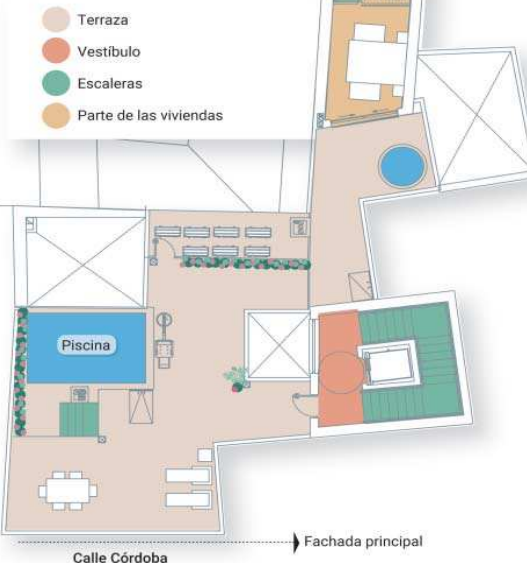 Terraza
Vestíbulo
Escaleras
Parte de las viviendas
Piscina
Fachada principal
Calle Córdoba